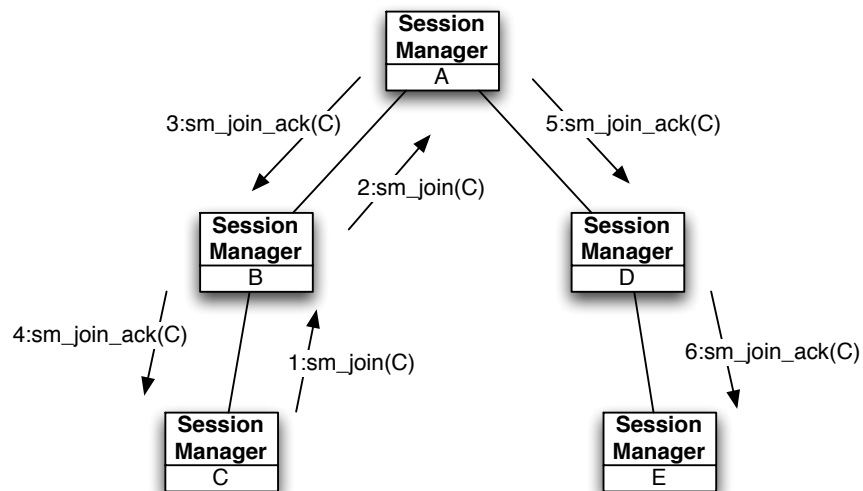 Session
Manager
A
3:sm_join_ack(C)
5:sm_join_ack(C)
2:sm_join(C)
Session
Manager
B
Session
Manager
D
4:sm_join_ack(C)
1:sm_join(C)
6:sm_join_ack(C)
Session
Manager
C
Session
Manager
E